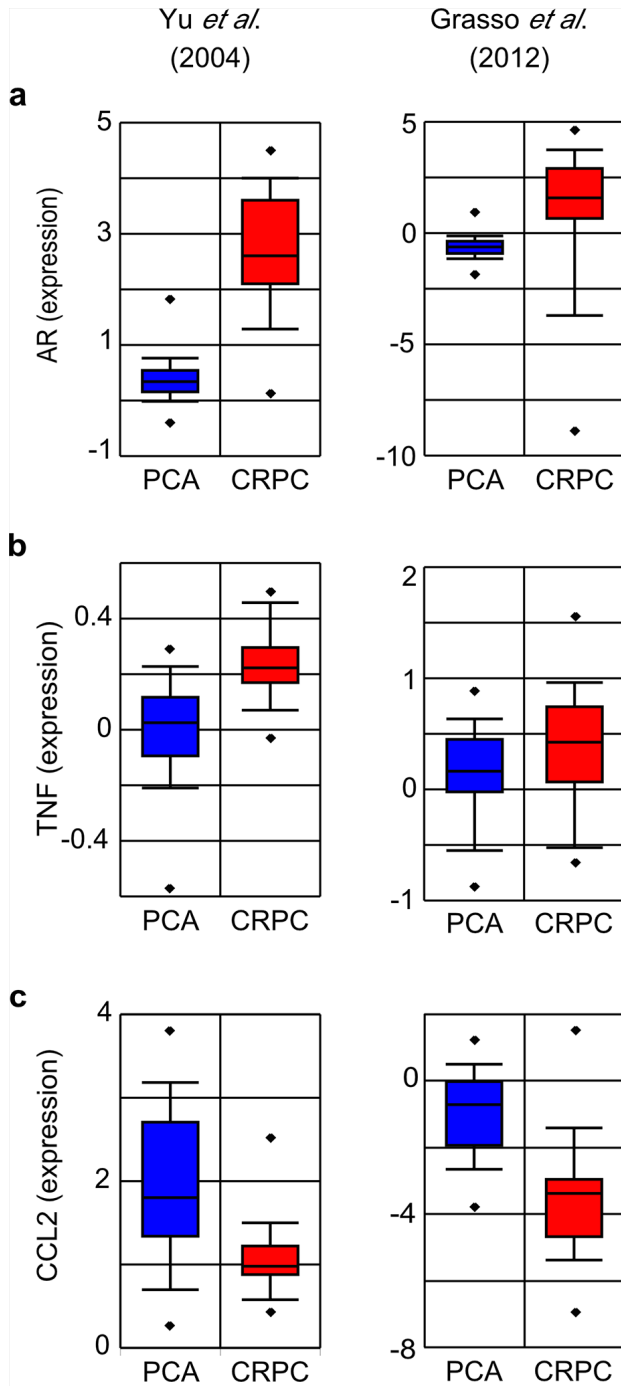 Yu et al.
(2004)
Grasso et al.
(2012)
a
AR (expression)
5
3
1
-1
PCA CRPC
5
0
-5
-10
PCA CRPC
b
TNF (expression)
0.4
0
-0.4
PCA CRPC
2
1
0
-1
PCA CRPC
c
CCL2 (expression)
4
2
0
PCA CRPC
0
-4
-8
PCA CRPC